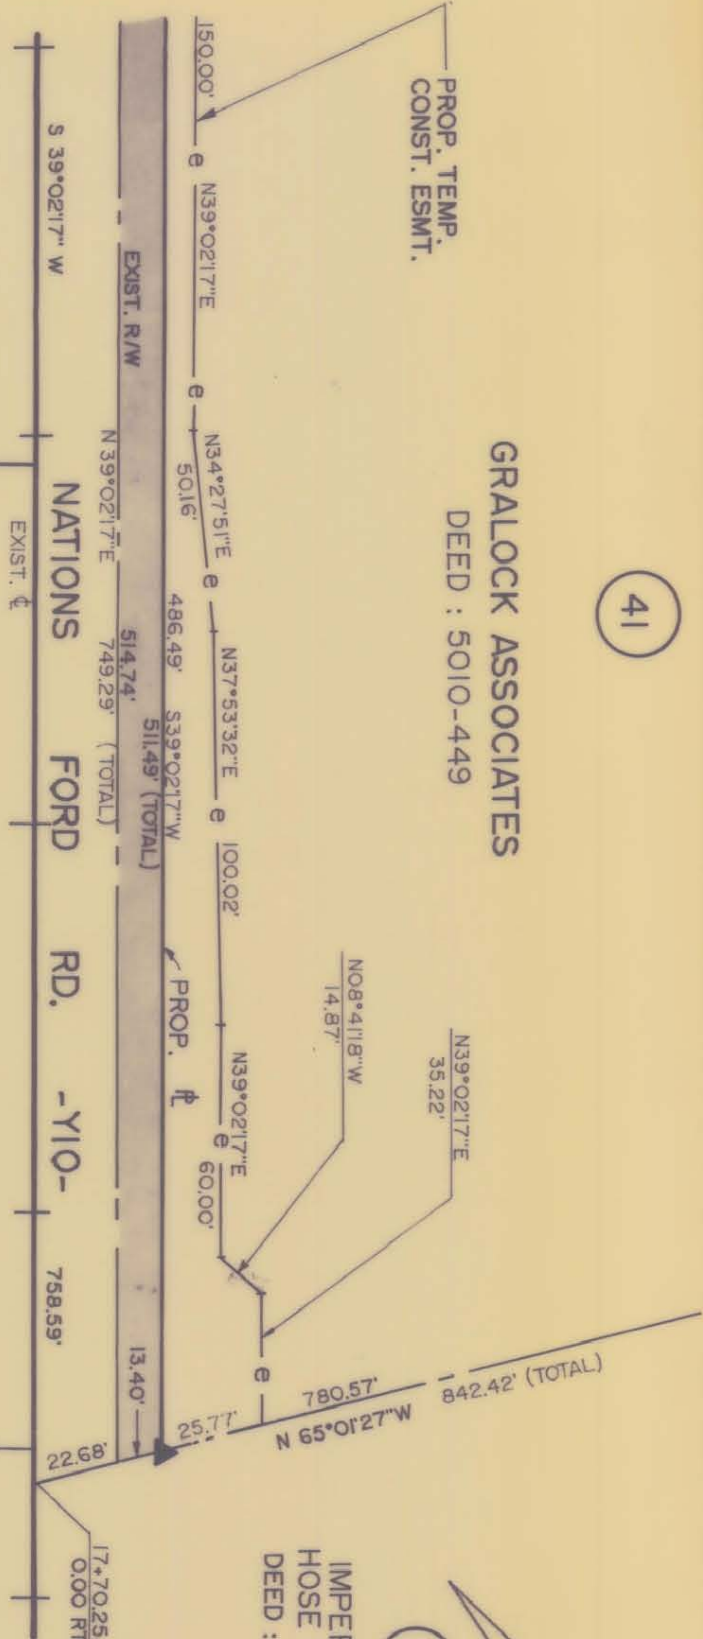 41
GRALOCK ASSOCIATES
DEED : 5010-449
PROP. TEMP.
CONST. ESMT.
N39°02'17"E
35.22'
N08°41'18"W
14.87'
150.00'
e
N39°02'17"E
e
N34°27'51"E
50.16'
e
N37°53'32"E
e
100.02'
N39°02'17"E
e
60.00'
e
780.57'
842.42' (TOTAL)
N 65°01'27"W
25.77'
486.49'
S39°02'17"W
511.49' (TOTAL)
PROP. PL
EXIST. R/W
514.74'
13.40'
N 39°02'17"E
749.29' (TOTAL)
22.68'
S 39°02'17" W
NATIONS FORD RD. -Y10-
758.59'
EXIST. ℄
17+70.25
0.00 RT
HOSE
DEED :